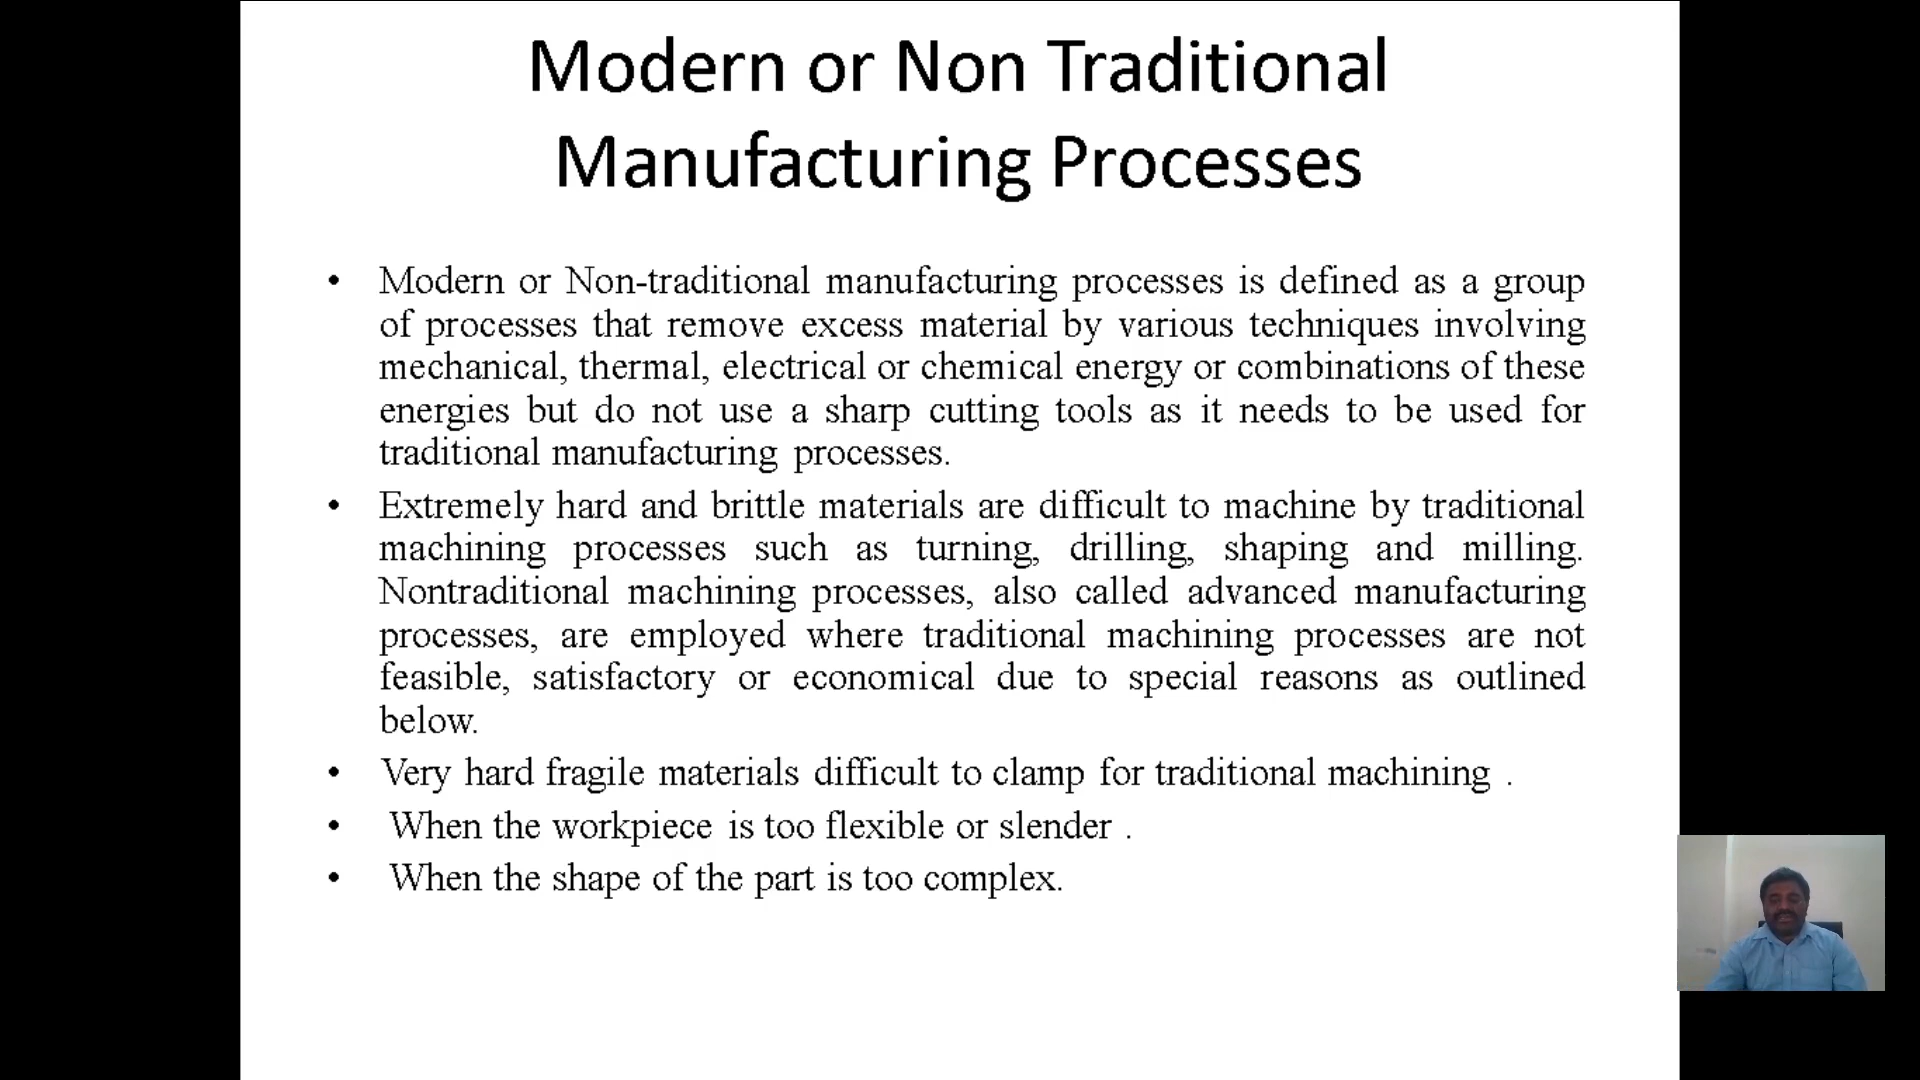 Modern or Non Traditional
Manufacturing Processes
• Modern or Non-traditional manufacturing processes is defined as a group
of processes that remove excess material by various techniques involving
mechanical, thermal, electrical or chemical energy or combinations of these
energies but do not use a sharp cutting tools as it needs to be used for
traditional manufacturing processes.
• Extremely hard and brittle materials are difficult to machine by traditional
machining processes such as turning, drilling, shaping and milling.
Nontraditional machining processes, also called advanced manufacturing
processes, are employed where traditional machining processes are not
feasible, satisfactory or economical due to special reasons as outlined
below.
• Very hard fragile materials difficult to clamp for traditional machining .
• When the workpiece is too flexible or slender .
• When the shape of the part is too complex.